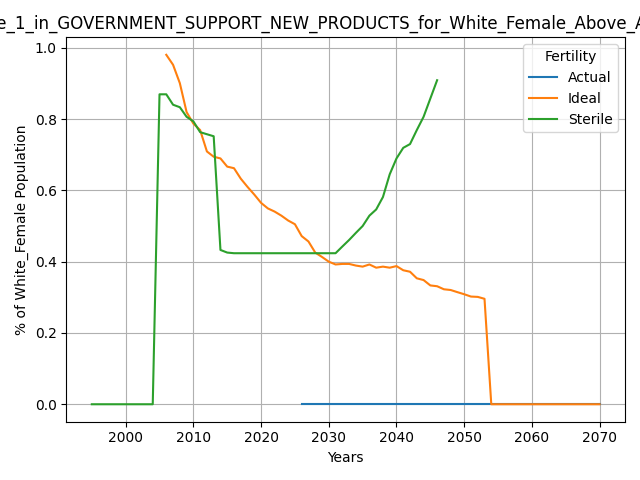 e_1_in_GOVERNMENT_SUPPORT_NEW_PRODUCTS_for_White_Female_Above_A
1.0
0.8
0.6
0.4
0.2
0.0
% of White_Female Population
Fertility
Actual
Ideal
Sterile
2000 2010 2020 2030 2040 2050 2060 2070
Years